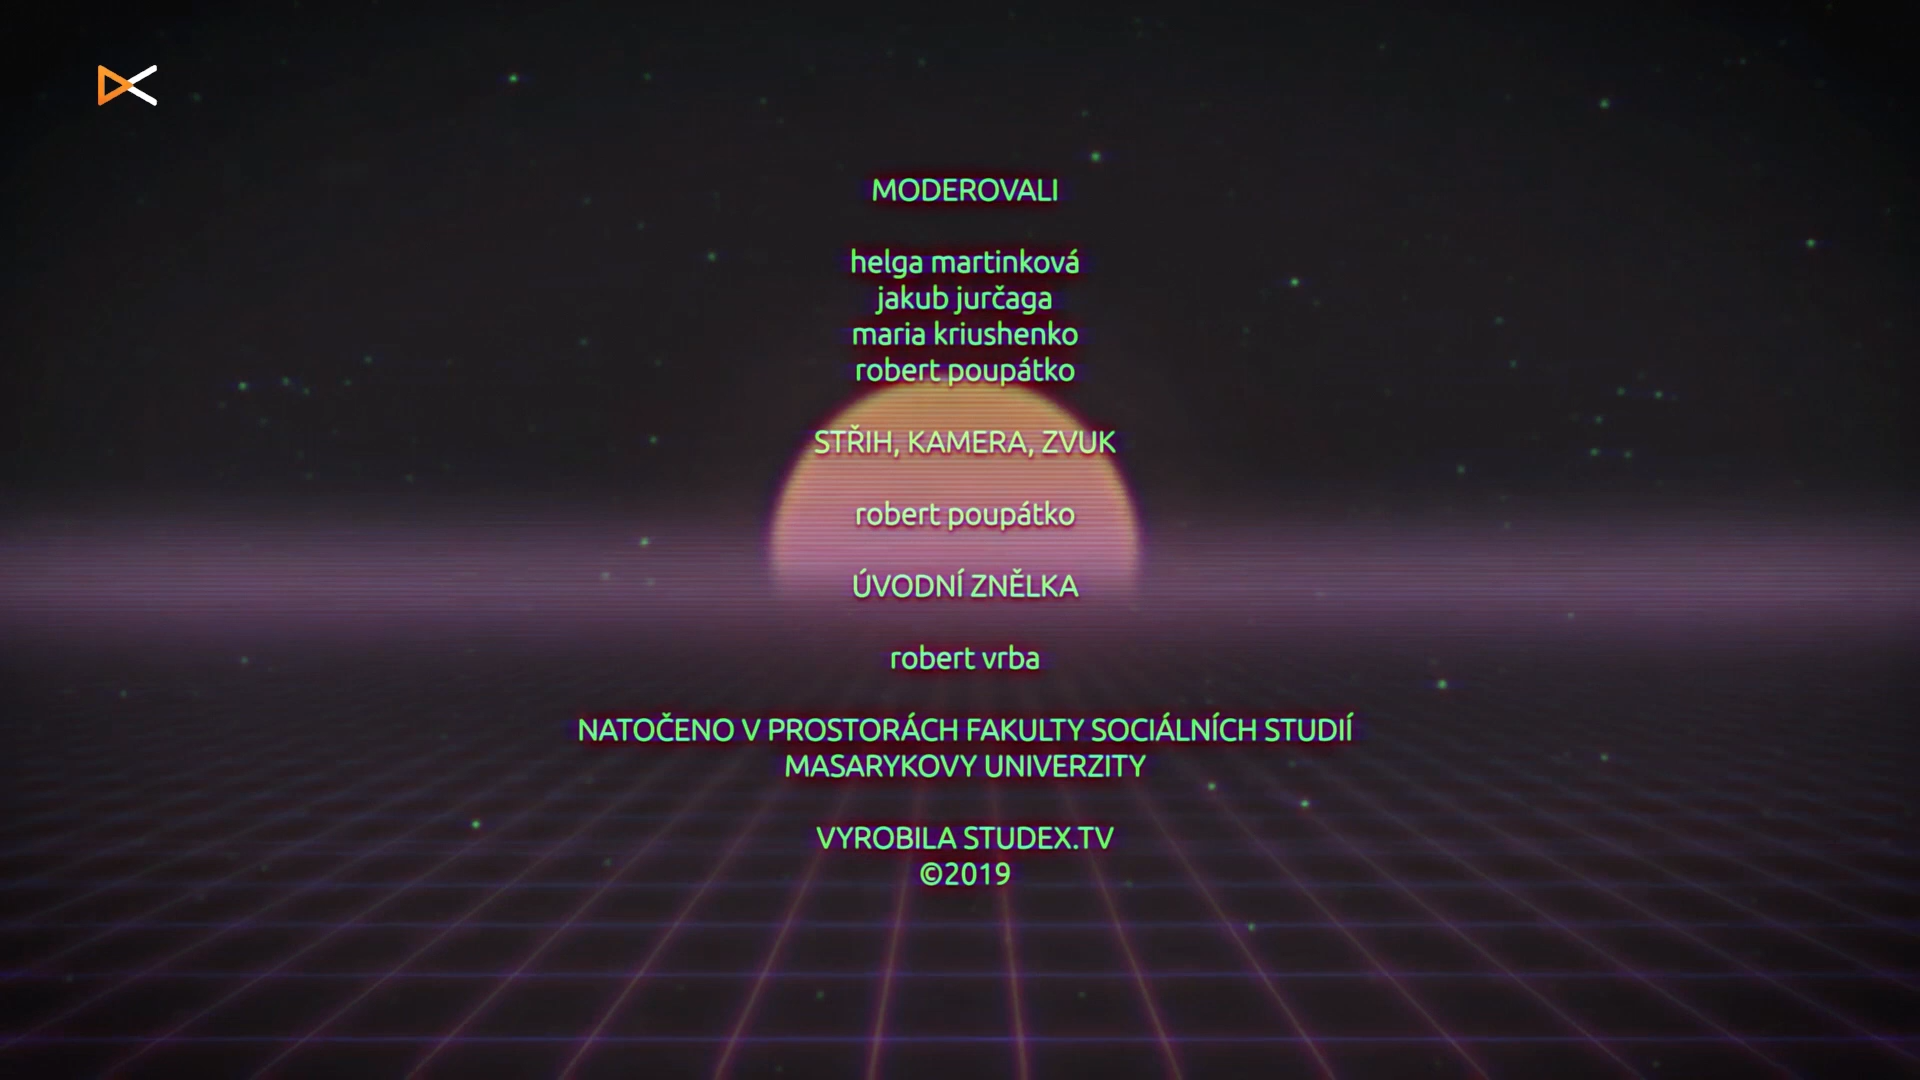 MODEROVALI
helga martinková
jakub jurčaga
maria kriushenko
robert poupátko
STŘIH, KAMERA, ZVUK
robert poupátko
ÚVODNÍ ZNĚLKA
robert vrba
NATOČENO V PROSTORÁCH FAKULTY SOCIÁLNÍCH STUDIÍ
MASARYKOVY UNIVERZITY
VYROBILA STUDEX.TV
©2019